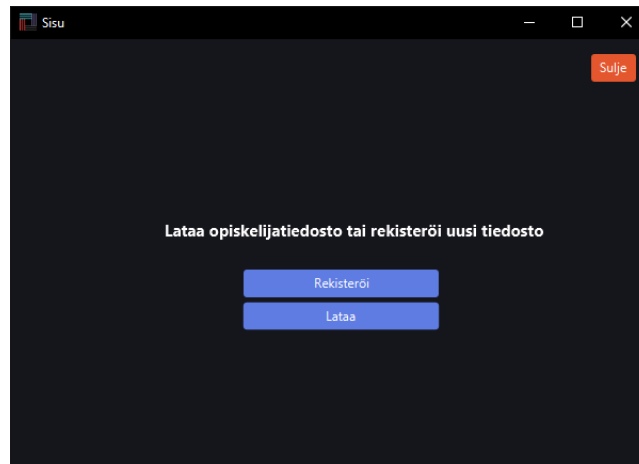 Sisu
Sulje
Lataa opiskelijatiedosto tai rekisteröi uusi tiedosto
Rekisteröi
Lataa